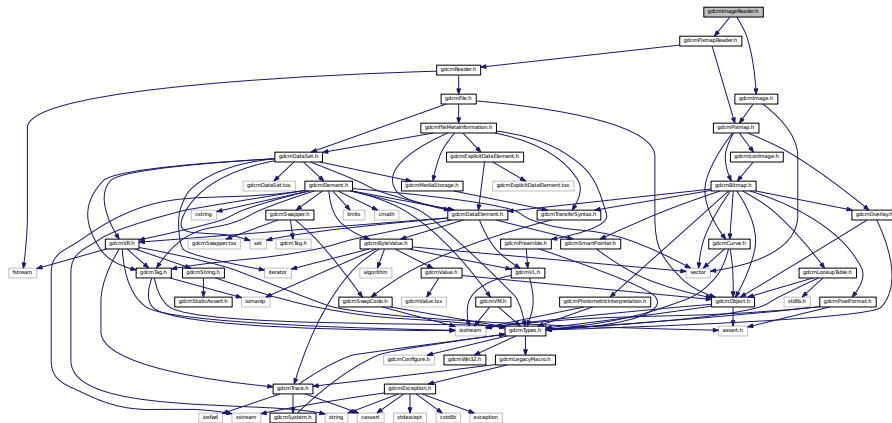 gdcmImageReader.h
gdcmPixmapReader.h
gdcmReader.h
gdcmFile.h
gdcmImage.h
gdcmFileMetaInformation.h
gdcmPixmap.h
gdcmDataSet.h
gdcmExplicitDataElement.h
gdcmIconImage.h
gdcmDataSet.txx
gdcmElement.h
gdcmMediaStorage.h
gdcmExplicitDataElement.txx
gdcmBitmap.h
cstring
gdcmSwapper.h
limits
cmath
gdcmDataElement.h
gdcmTransferSyntax.h
gdcmOverlay.h
gdcmVR.h
gdcmSwapper.txx
set
gdcmTag.h
gdcmByteValue.h
gdcmPreamble.h
gdcmSmartPointer.h
gdcmCurve.h
fstream
gdcmTag.h
gdcmString.h
iterator
algorithm
gdcmValue.h
gdcmVL.h
vector
gdcmLookupTable.h
gdcmStaticAssert.h
iomanip
gdcmSwapCode.h
gdcmValue.txx
gdcmVM.h
gdcmPhotometricInterpretation.h
gdcmObject.h
stdlib.h
gdcmPixelFormat.h
iostream
gdcmTypes.h
assert.h
gdcmConfigure.h
gdcmWin32.h
gdcmLegacyMacro.h
gdcmTrace.h
gdcmException.h
iosfwd
sstream
gdcmSystem.h
string
cassert
stdexcept
cstdlib
exception